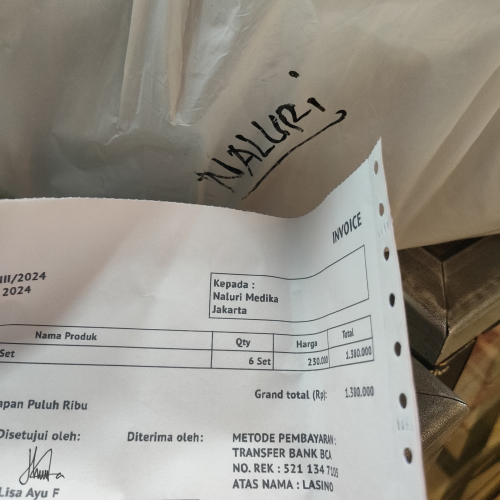 NALURi
INVOICE
III/2024
2024
Kepada :
Naluri Medika
Jakarta
Nama Produk Qty Harga Total
Set 6 Set 230.000 1.380.000
Grand total (Rp): 1.380.000
apan Puluh Ribu
Disetujui oleh: Diterima oleh: METODE PEMBAYARAN :
TRANSFER BANK BCA
NO. REK : 521 134 7105
Lisa Ayu F ATAS NAMA : LASINO